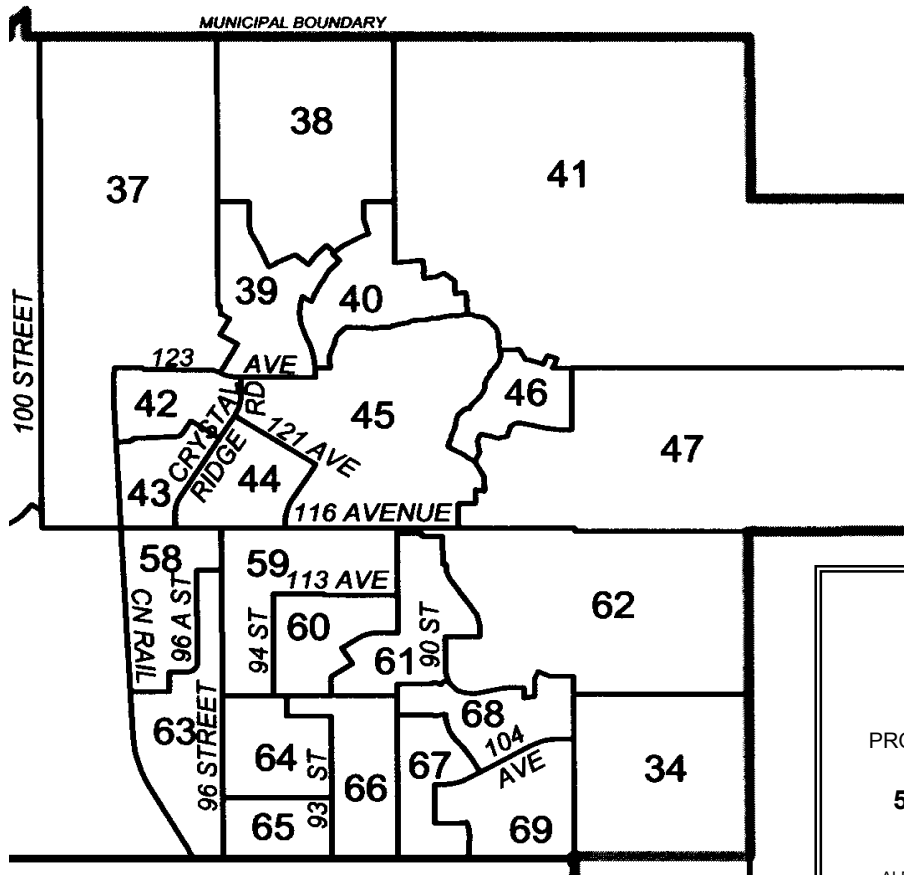 MUNICIPAL BOUNDARY
38
41
37
39
40
100 STREET
123 AVE
42
CRYSTAL RIDGE RD
45
46
121 AVE
47
43
44
116 AVENUE
58
59
113 AVE
62
CN RAIL
96 A ST
94 ST
60
61
90 ST
63
96 STREET
68
104 AVE
64
93 ST
66
67
34
65
69
PRO
5